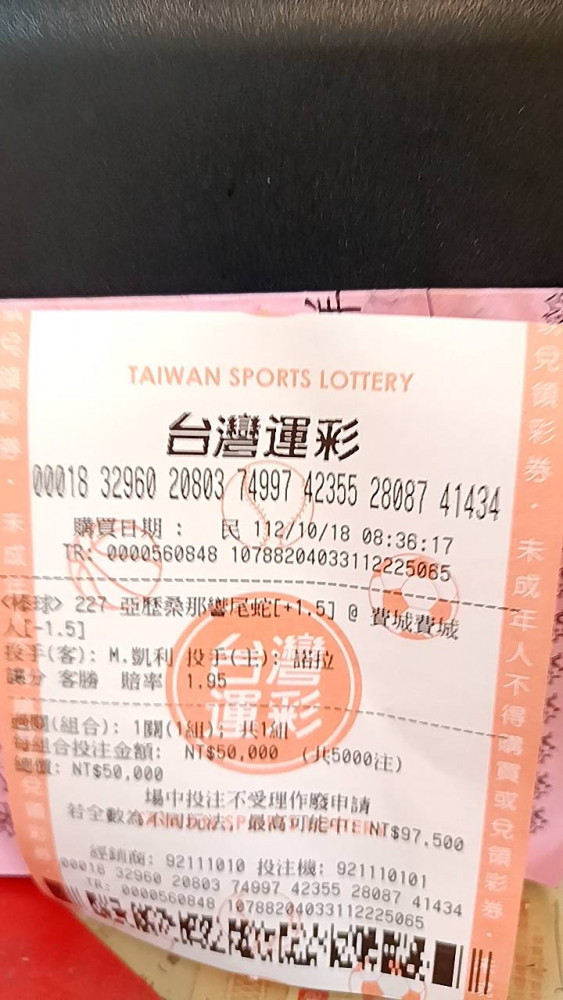 TAIWAN SPORTS LOTTERY
台灣運彩
00018 32960 20803 74997 42355 28087 41434
購買日期: 民 112/10/18 08:36:17
TR: 0000560848 10788204033112225065
<棒球> 227 亞歷桑那響尾蛇[+1.5] @ 費城費城
人[-1.5]
投手(客): M.凱利 投手(主): 諾拉
讓分 客勝 賠率 1.95
台灣
運彩
過關(組合): 1關(1組); 共1組
每組合投注金額: NT$50,000 (共5000注)
總價: NT$50,000
場中投注不受理作廢申請
若全數為不同玩法, 最高可能中: NT$97,500
經銷商: 92111010 投注機: 921110101
00018 32960 20803 74997 42355 28087 41434
TR: 0000560848 10788204033112225065
兌領彩券.未成年人不得購買或兌領彩券.